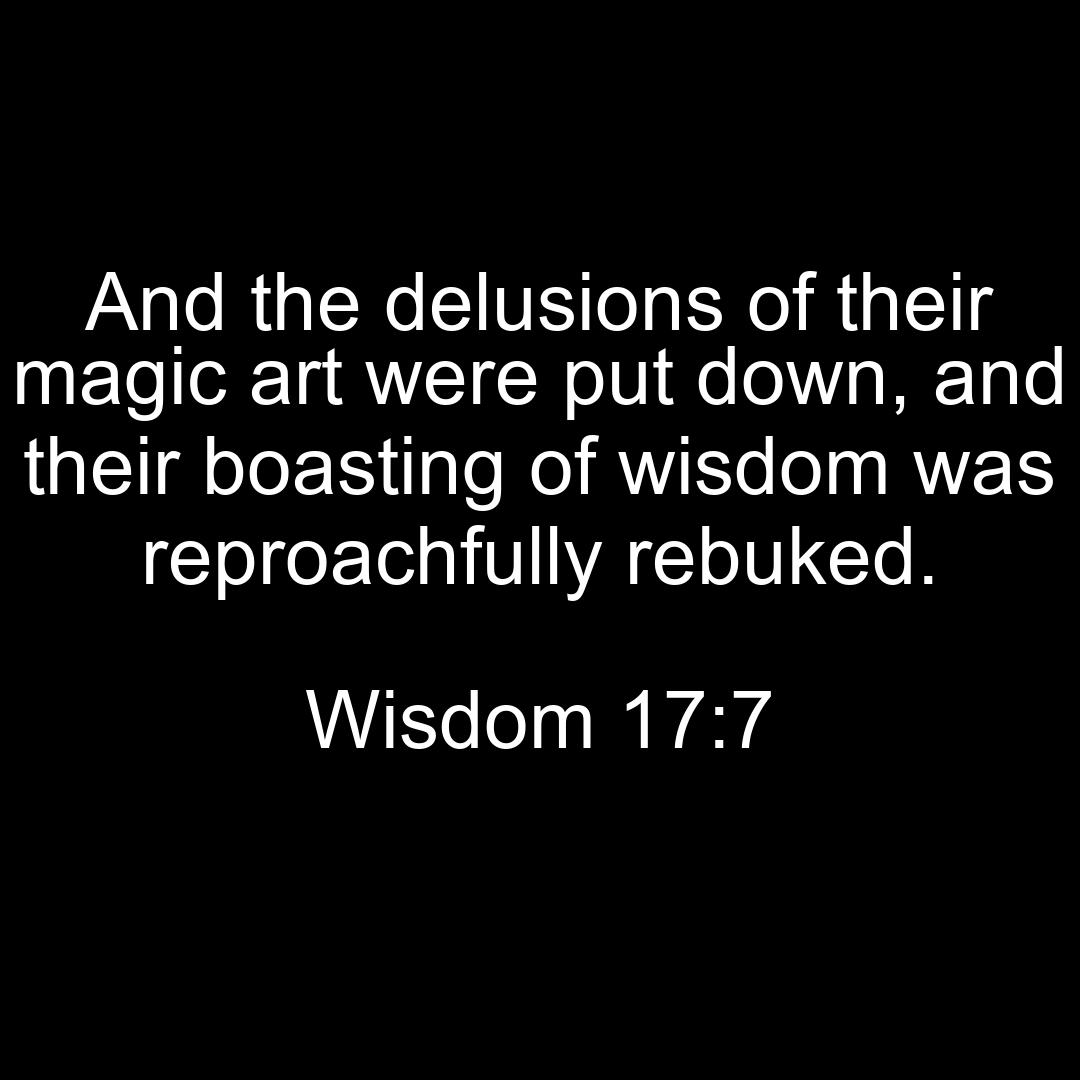 And the delusions of their
magic art were put down, and
their boasting of wisdom was
reproachfully rebuked.
Wisdom 17:7